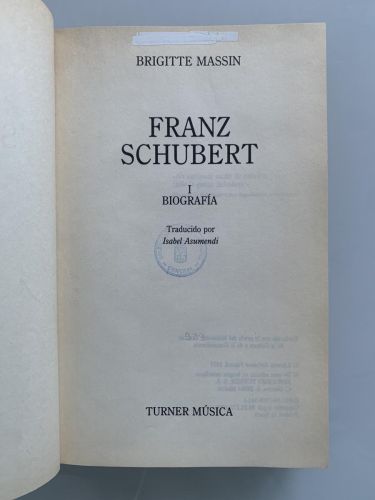 BRIGITTE MASSIN
FRANZ
SCHUBERT
I
BIOGRAFÍA
Traducido por
Isabel Asumendi
TURNER MÚSICA